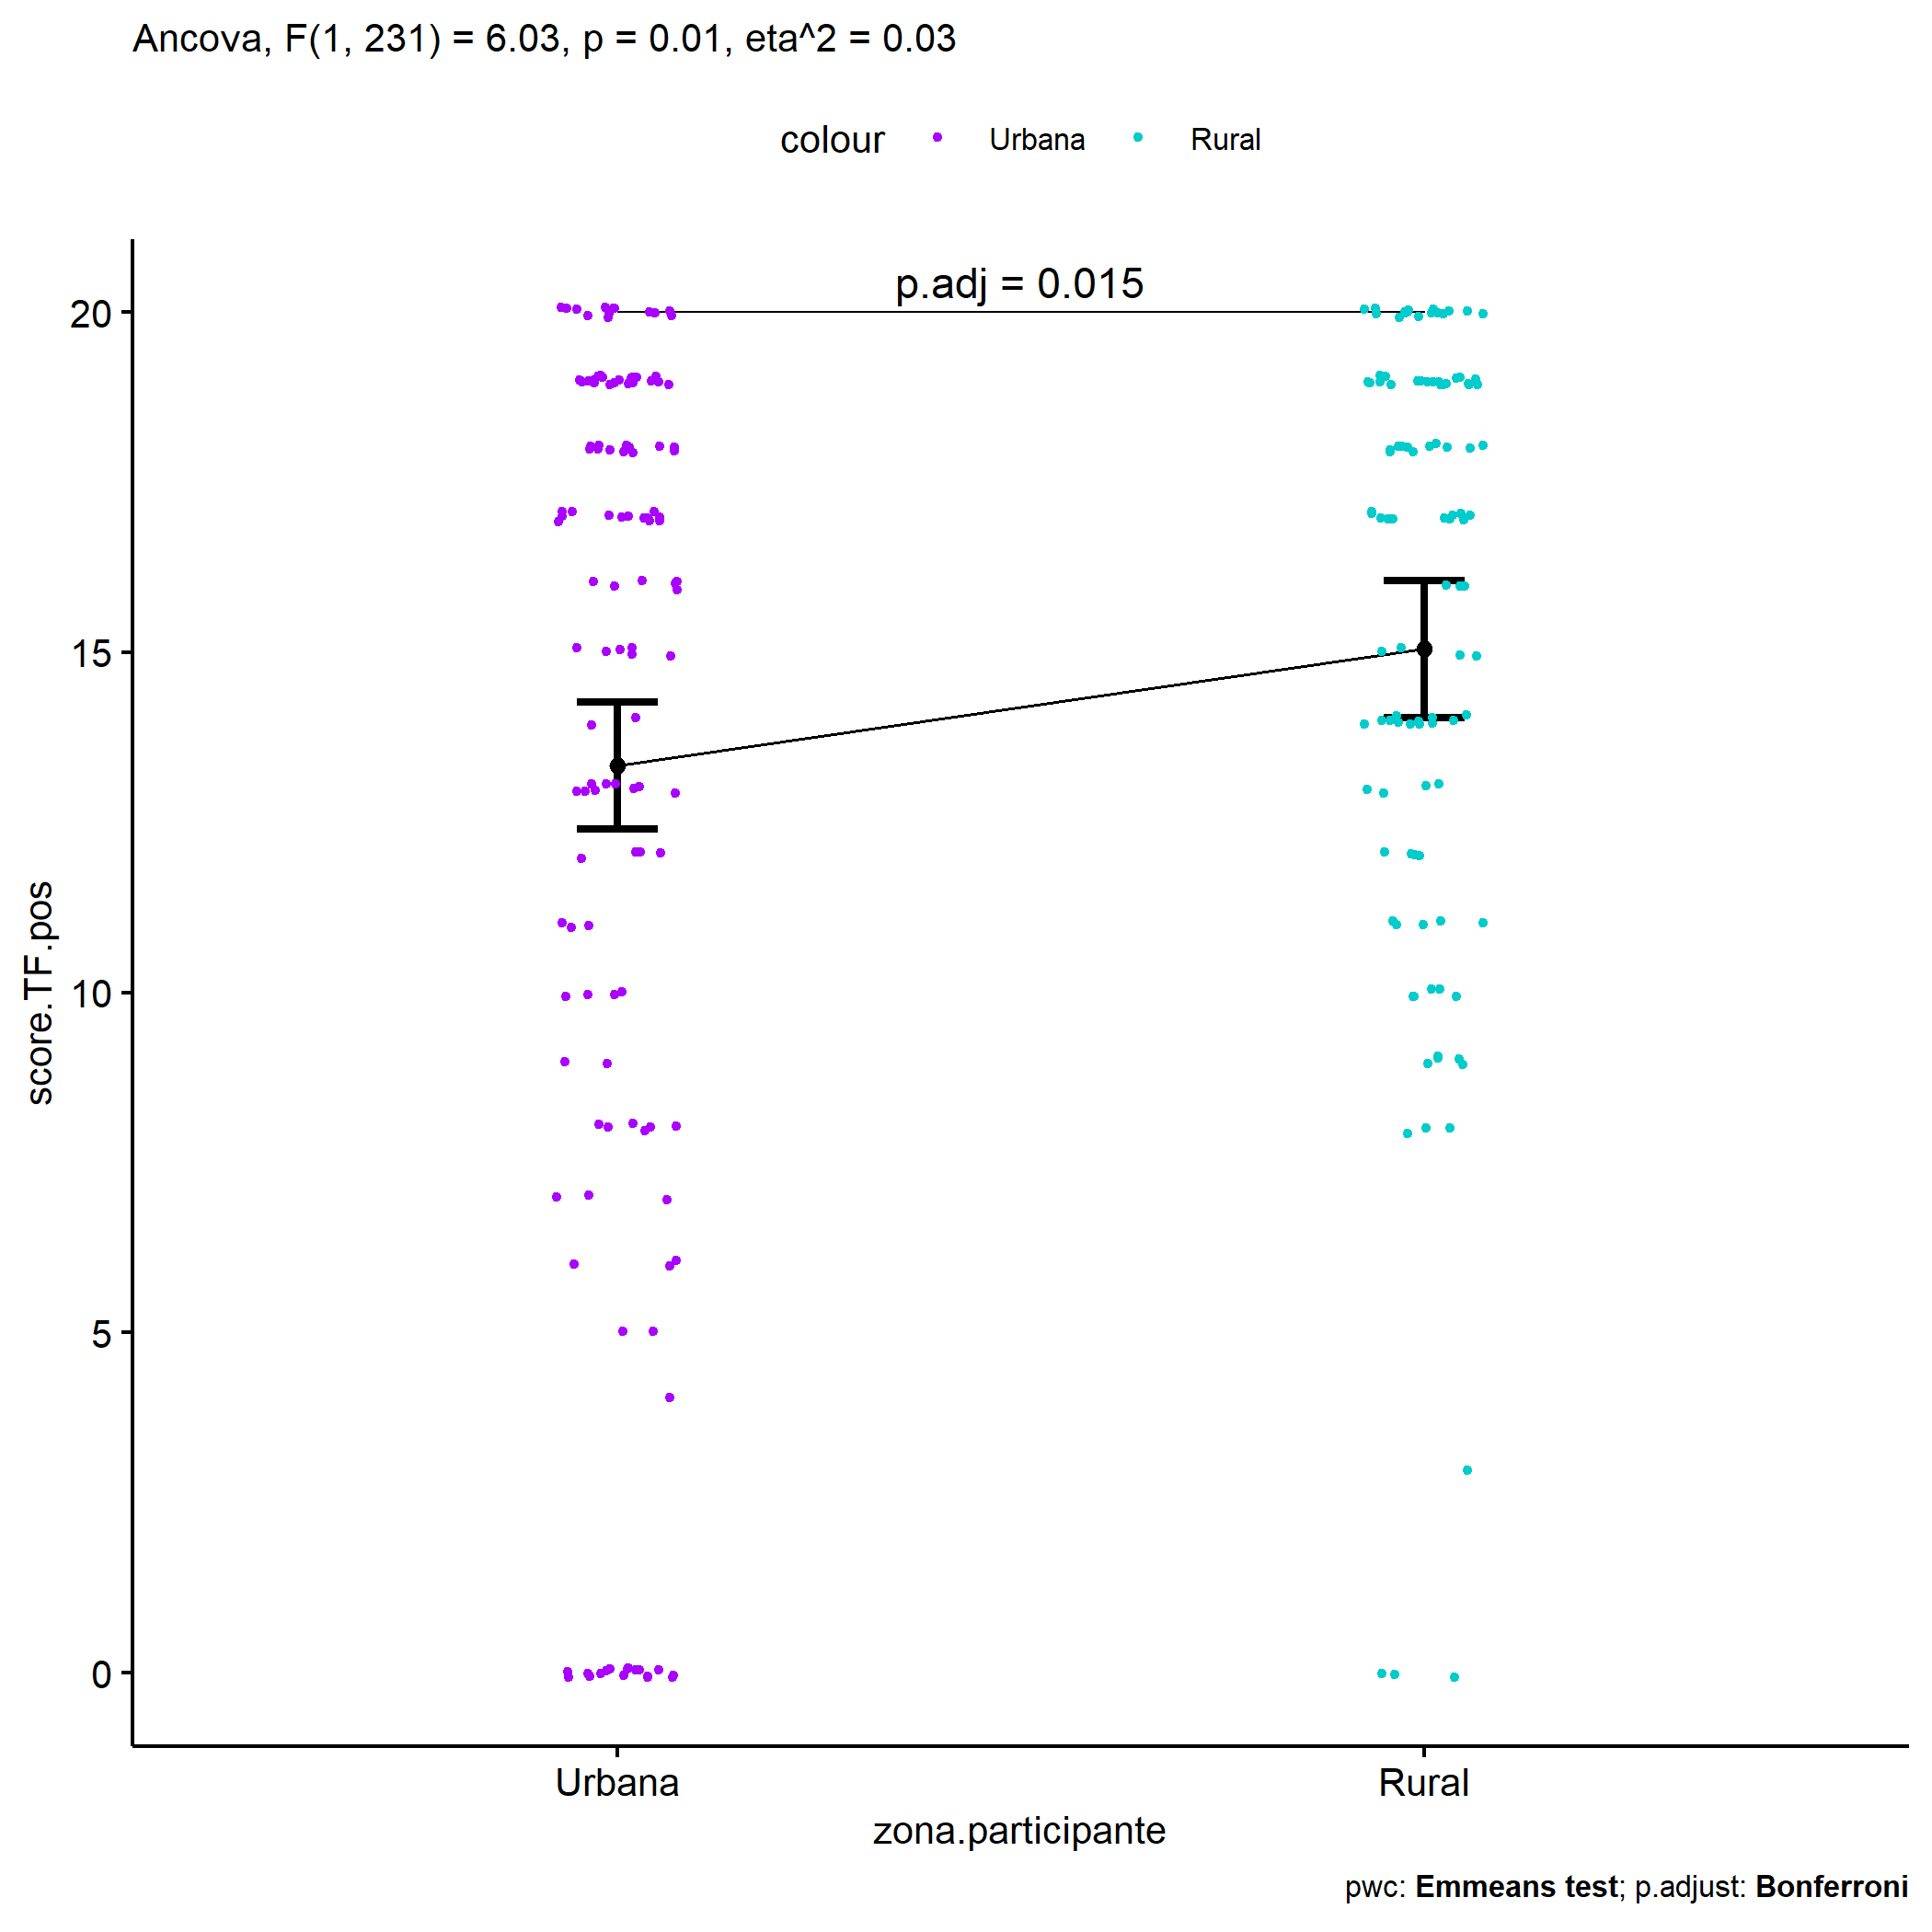 Ancova, F(1, 231) = 6.03, p = 0.01, eta^2 = 0.03
colour Urbana Rural
p.adj = 0.015
20
15
10
5
0
score.TF.pos
Urbana Rural
zona.participante
pwc: Emmeans test; p.adjust: Bonferroni